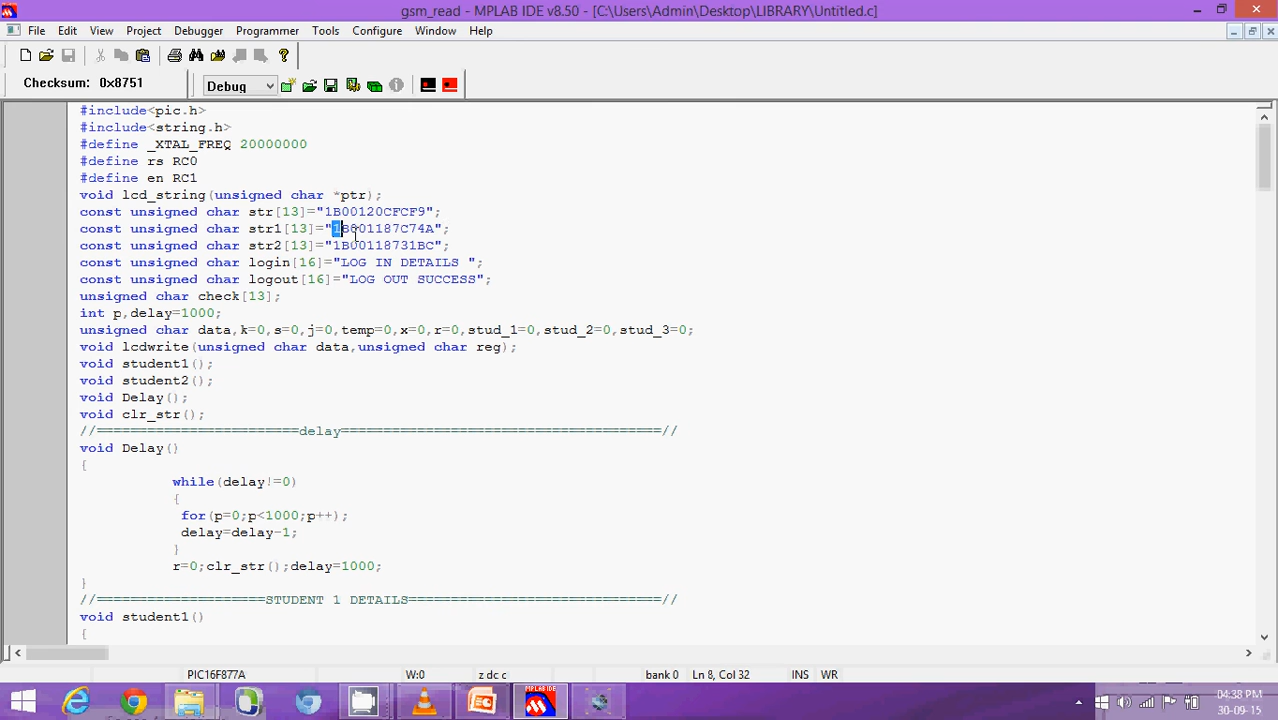 gsm_read - MPLAB IDE v8.50 - [C:\Users\Admin\Desktop\LIBRARY\Untitled.c]
File Edit View Project Debugger Programmer Tools Configure Window Help
Checksum: 0x8751 Debug
#include<pic.h>
#include<string.h>
#define _XTAL_FREQ 20000000
#define rs RC0
#define en RC1
void lcd_string(unsigned char *ptr);
const unsigned char str[13]="1B00120CFCF9";
const unsigned char str1[13]="1B001187C74A";
const unsigned char str2[13]="1B00118731BC";
const unsigned char login[16]="LOG IN DETAILS ";
const unsigned char logout[16]="LOG OUT SUCCESS";
unsigned char check[13];
int p,delay=1000;
unsigned char data,k=0,s=0,j=0,temp=0,x=0,r=0,stud_1=0,stud_2=0,stud_3=0;
void lcdwrite(unsigned char data,unsigned char reg);
void student1();
void student2();
void Delay();
void clr_str();
//========================delay======================================//
void Delay()
{
while(delay!=0)
{
for(p=0;p<1000;p++);
delay=delay-1;
}
r=0;clr_str();delay=1000;
}
//====================STUDENT 1 DETAILS==============================//
void student1()
{
PIC16F877A W:0 z dc c bank 0 Ln 8, Col 32 INS WR
MPLAB IDE
04:38 PM
30-09-15